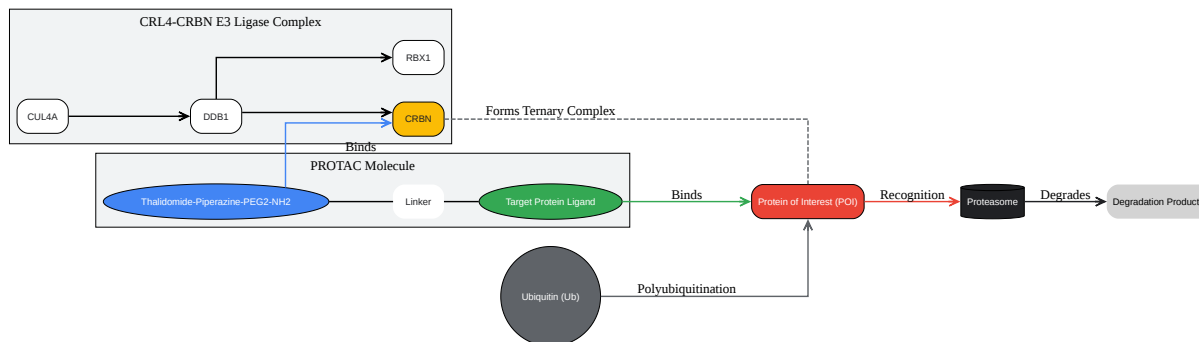 CRL4-CRBN E3 Ligase Complex
RBX1
CUL4A
DDB1
CRBN
Forms Ternary Complex
Binds
PROTAC Molecule
Thalidomide-Piperazine-PEG2-NH2
Linker
Target Protein Ligand
Binds
Protein of Interest (POI)
Recognition
Proteasome
Degrades
Degradation Product
Ubiquitin (Ub)
Polyubiquitination